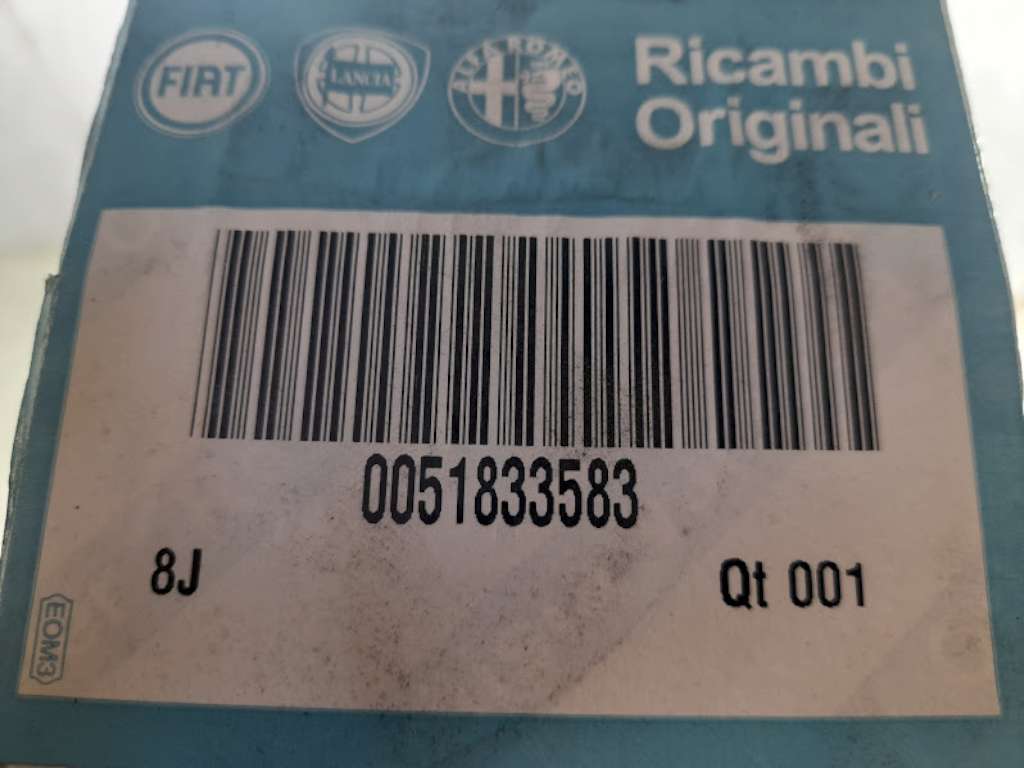 FIAT
LANCIA
ALFA ROMEO
Ricambi
Originali
0051833583
8J
Qt 001
EOM3